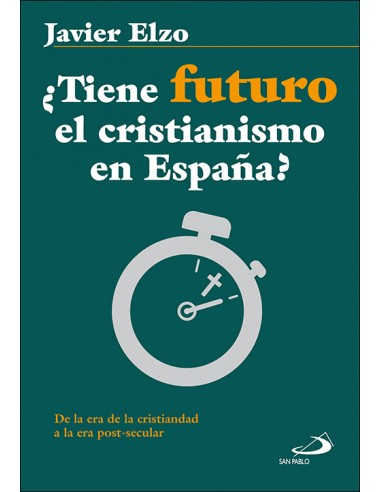 Javier Elzo
¿Tiene futuro
el cristianismo
en España?
De la era de la cristiandad
a la era post-secular
SAN PABLO